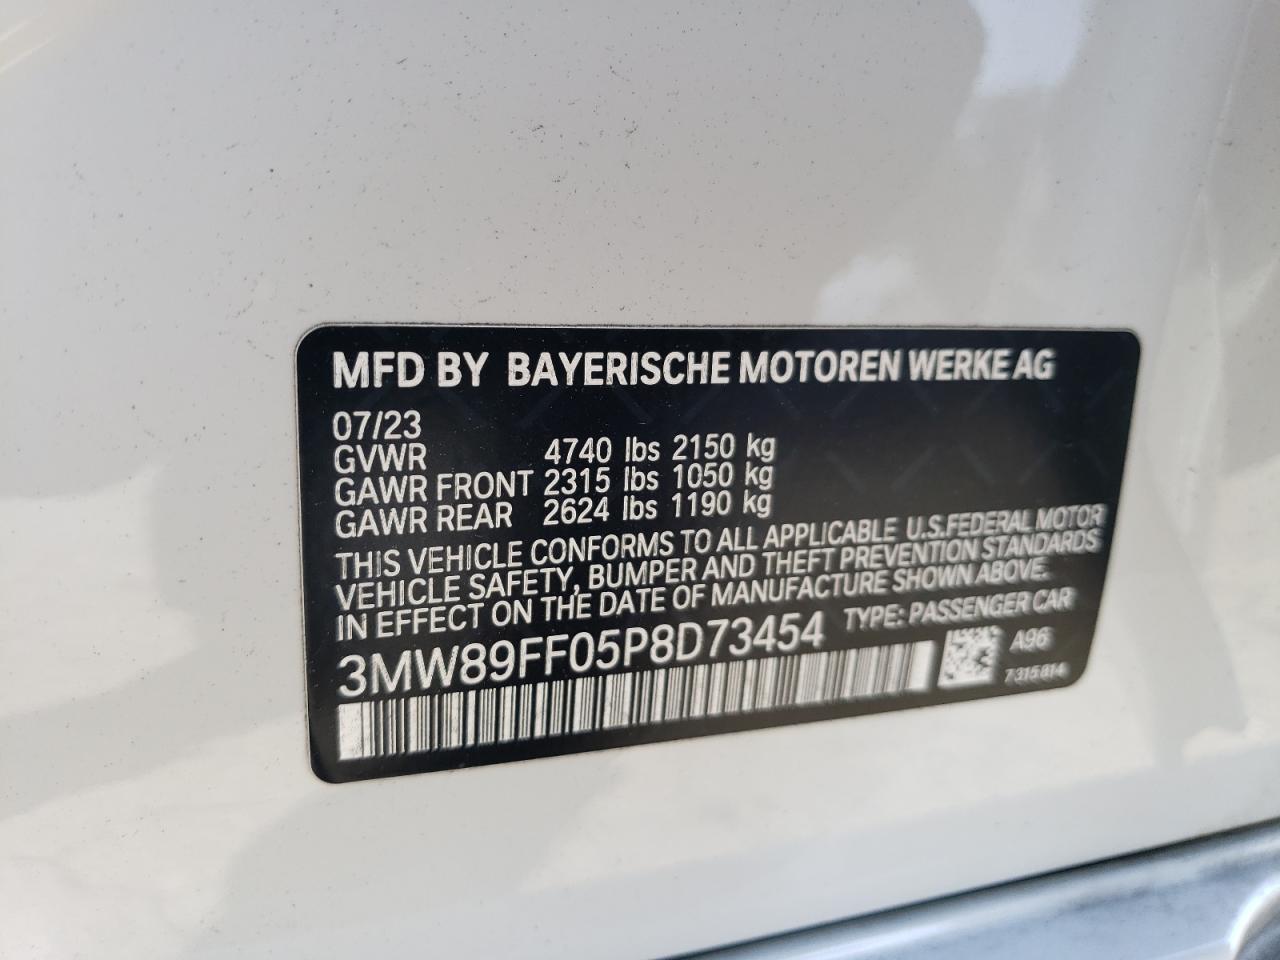 MFD BY BAYERISCHE MOTOREN WERKE AG
07/23
GVWR 4740 lbs 2150 kg
GAWR FRONT 2315 lbs 1050 kg
GAWR REAR 2624 lbs 1190 kg
THIS VEHICLE CONFORMS TO ALL APPLICABLE U.S.FEDERAL MOTOR
VEHICLE SAFETY, BUMPER AND THEFT PREVENTION STANDARDS
IN EFFECT ON THE DATE OF MANUFACTURE SHOWN ABOVE.
3MW89FF05P8D73454 TYPE: PASSENGER CAR
A96
7315814